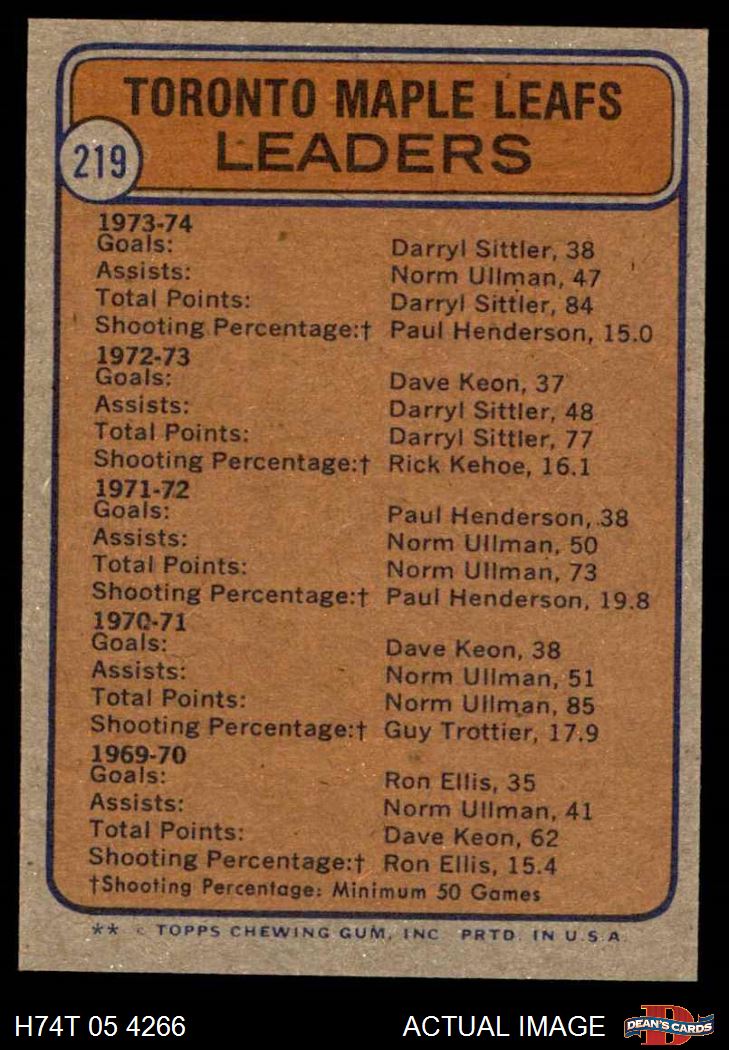 TORONTO MAPLE LEAFS
LEADERS
219
1973-74
Goals: Darryl Sittler, 38
Assists: Norm Ullman, 47
Total Points: Darryl Sittler, 84
Shooting Percentage:† Paul Henderson, 15.0
1972-73
Goals: Dave Keon, 37
Assists: Darryl Sittler, 48
Total Points: Darryl Sittler, 77
Shooting Percentage:† Rick Kehoe, 16.1
1971-72
Goals: Paul Henderson, 38
Assists: Norm Ullman, 50
Total Points: Norm Ullman, 73
Shooting Percentage:† Paul Henderson, 19.8
1970-71
Goals: Dave Keon, 38
Assists: Norm Ullman, 51
Total Points: Norm Ullman, 85
Shooting Percentage:† Guy Trottier, 17.9
1969-70
Goals: Ron Ellis, 35
Assists: Norm Ullman, 41
Total Points: Dave Keon, 62
Shooting Percentage:† Ron Ellis, 15.4
†Shooting Percentage: Minimum 50 Games
** © TOPPS CHEWING GUM, INC. PRTD. IN U.S.A.
H74T 05 4266 ACTUAL IMAGE DEAN'S CARDS